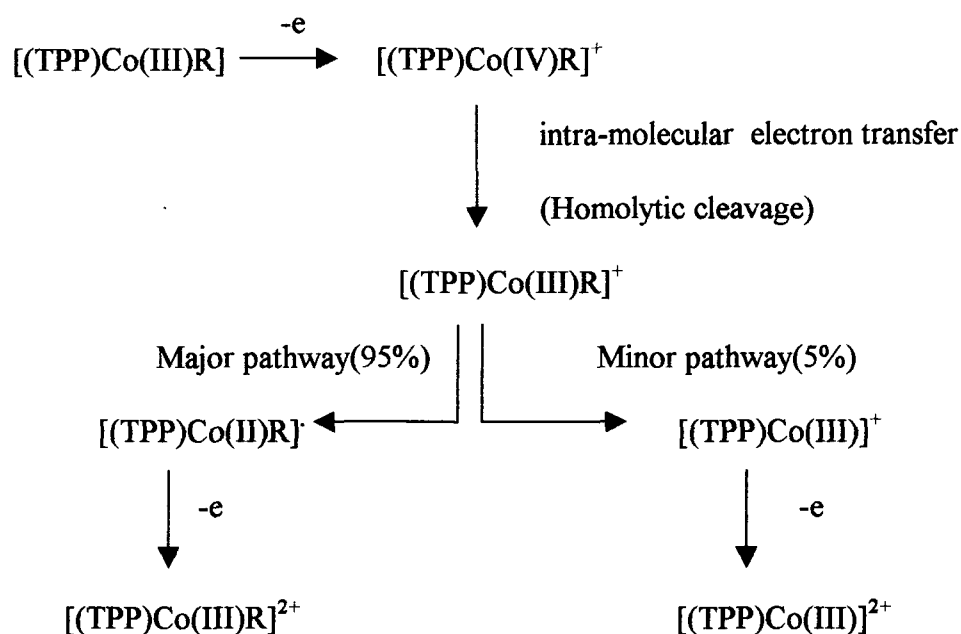 -e
[(TPP)Co(III)R] [(TPP)Co(IV)R]⁺
intra-molecular electron transfer
(Homolytic cleavage)
[(TPP)Co(III)R]⁺
Major pathway(95%) Minor pathway(5%)
[(TPP)Co(II)R]· [(TPP)Co(III)]⁺
-e -e
[(TPP)Co(III)R]²⁺ [(TPP)Co(III)]²⁺